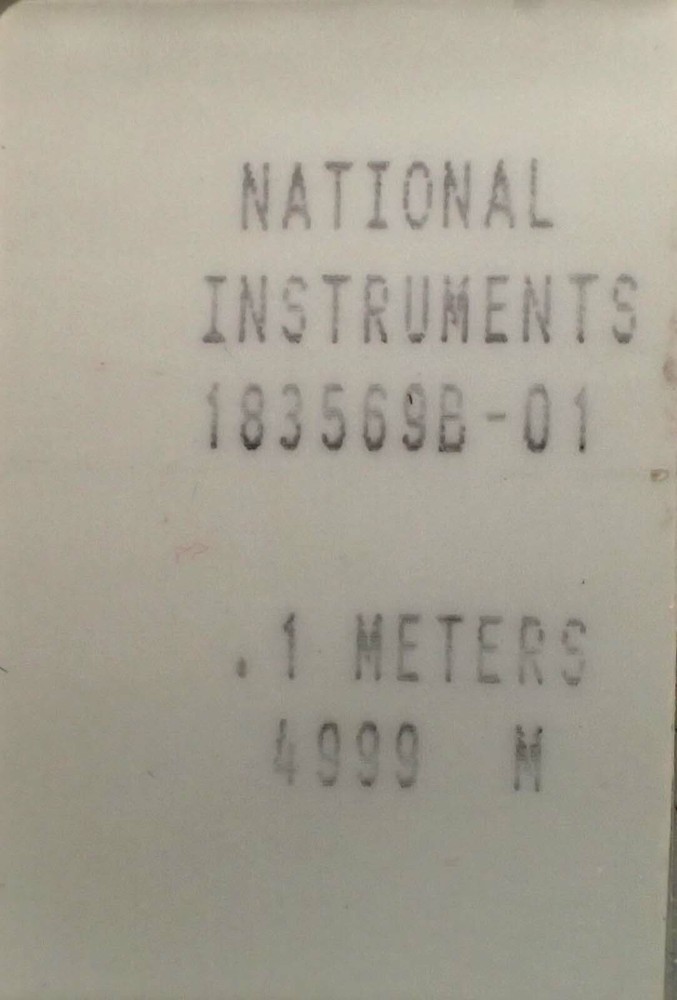 NATIONAL
INSTRUMENTS
183569B-01
.1 METERS
4999 M